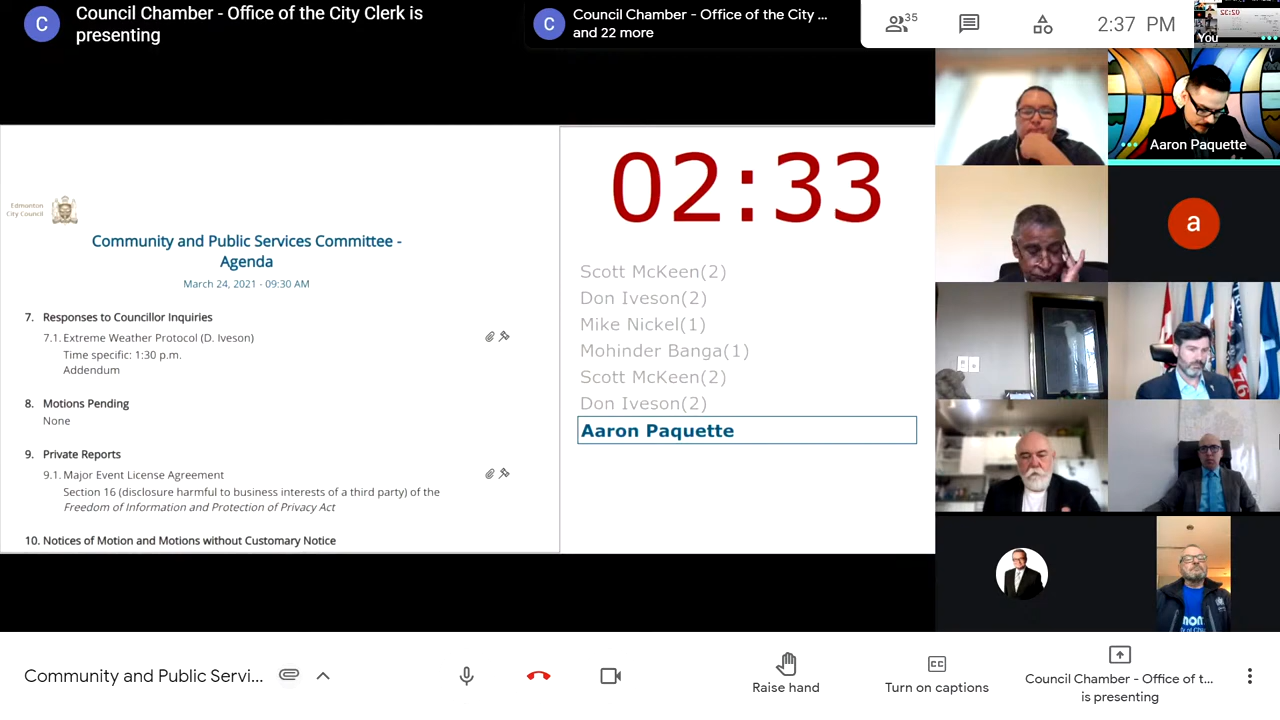 Council Chamber - Office of the City Clerk is
presenting
C
C
Council Chamber - Office of the City ...
and 22 more
35
2:37 PM
You
Aaron Paquette
a
Edmonton
City Council
Community and Public Services Committee -
Agenda
March 24, 2021 - 09:30 AM
7. Responses to Councillor Inquiries
7.1. Extreme Weather Protocol (D. Iveson)
Time specific: 1:30 p.m.
Addendum
8. Motions Pending
None
9. Private Reports
9.1. Major Event License Agreement
Section 16 (disclosure harmful to business interests of a third party) of the
Freedom of Information and Protection of Privacy Act
10. Notices of Motion and Motions without Customary Notice
02:33
Scott McKeen(2)
Don Iveson(2)
Mike Nickel(1)
Mohinder Banga(1)
Scott McKeen(2)
Don Iveson(2)
Aaron Paquette
Community and Public Servi...
Raise hand
CC
Turn on captions
Council Chamber - Office of t...
is presenting